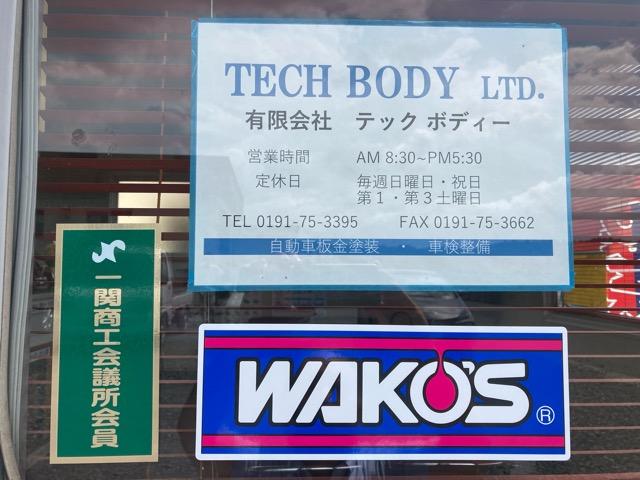 TECH BODY LTD.
有限会社 テック ボディー
営業時間 AM 8:30~PM5:30
定休日 毎週日曜日・祝日
第1・第3土曜日
TEL 0191-75-3395 FAX 0191-75-3662
自動車板金塗装 ・ 車検整備
一関商工会議所会員
WAKO'S ®